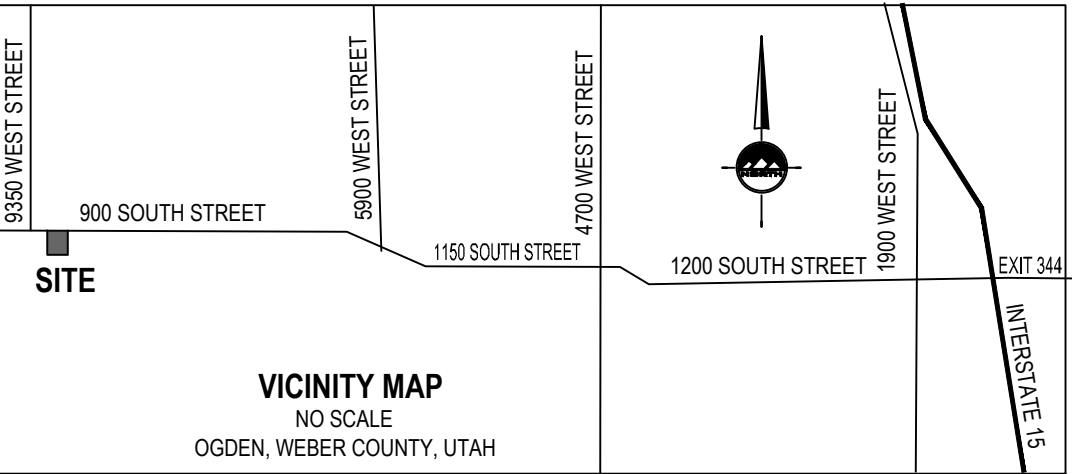 9350 WEST STREET
5900 WEST STREET
4700 WEST STREET
1900 WEST STREET
NORTH
900 SOUTH STREET
1150 SOUTH STREET
1200 SOUTH STREET
EXIT 344
SITE
INTERSTATE 15
VICINITY MAP
NO SCALE
OGDEN, WEBER COUNTY, UTAH